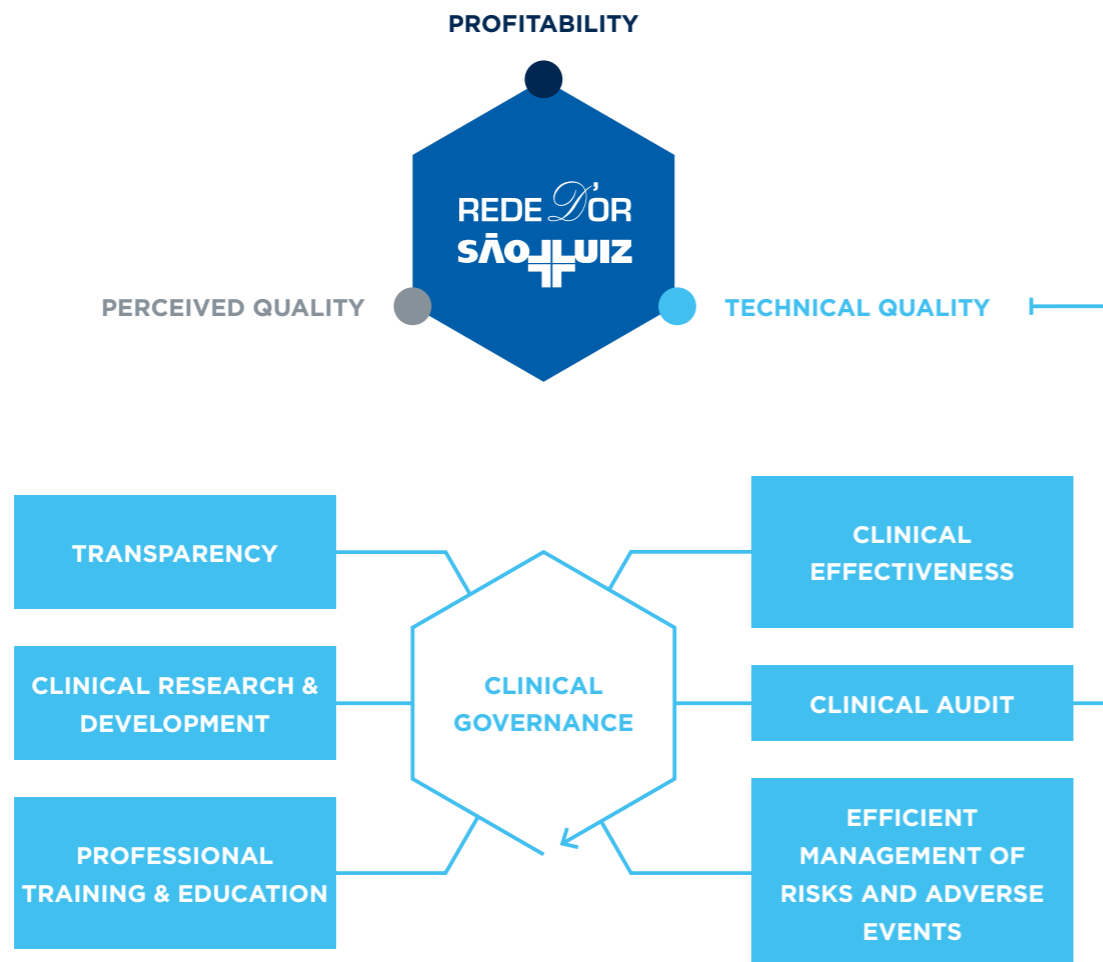 PROFITABILITY
REDE D'OR
SÃO LUIZ
PERCEIVED QUALITY
TECHNICAL QUALITY
TRANSPARENCY
CLINICAL
EFFECTIVENESS
CLINICAL RESEARCH &
DEVELOPMENT
CLINICAL
GOVERNANCE
CLINICAL AUDIT
PROFESSIONAL
TRAINING & EDUCATION
EFFICIENT
MANAGEMENT OF
RISKS AND ADVERSE
EVENTS